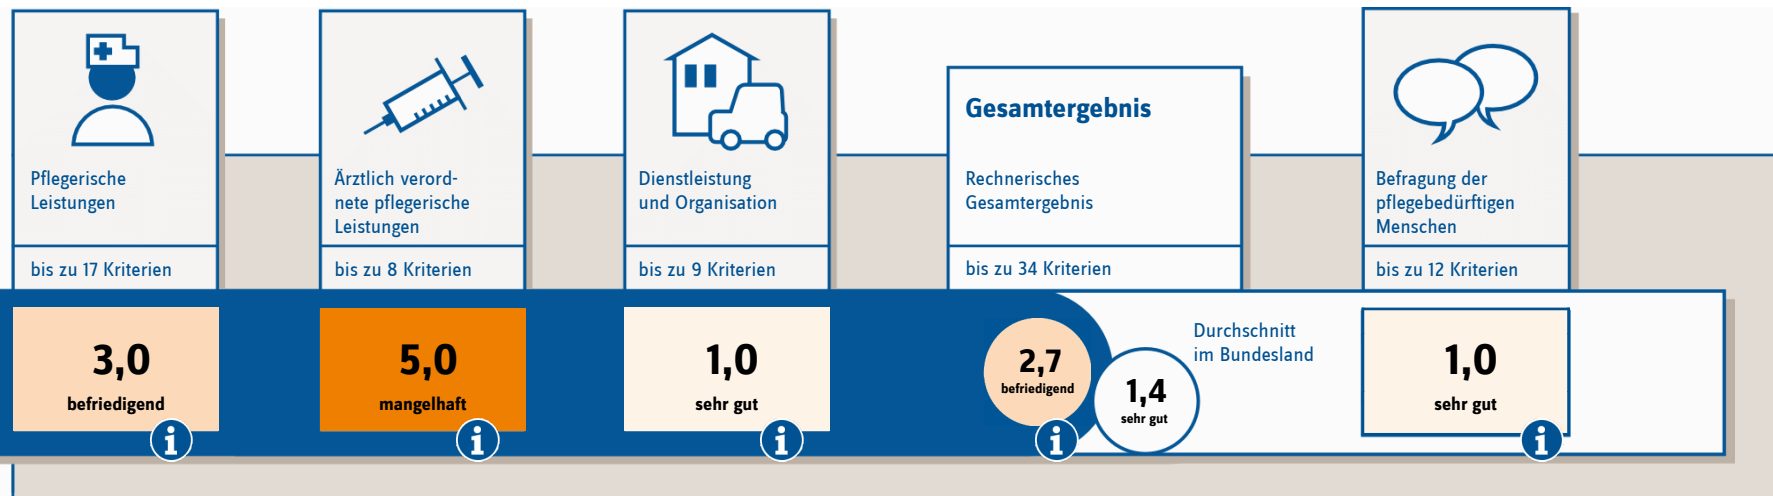 Pflegerische
Leistungen
bis zu 17 Kriterien
3,0
befriedigend
i
Ärztlich verord-
nete pflegerische
Leistungen
bis zu 8 Kriterien
5,0
mangelhaft
i
Dienstleistung
und Organisation
bis zu 9 Kriterien
1,0
sehr gut
i
Gesamtergebnis
Rechnerisches
Gesamtergebnis
bis zu 34 Kriterien
2,7
befriedigend
i
Durchschnitt
im Bundesland
1,4
sehr gut
Befragung der
pflegebedürftigen
Menschen
bis zu 12 Kriterien
1,0
sehr gut
i